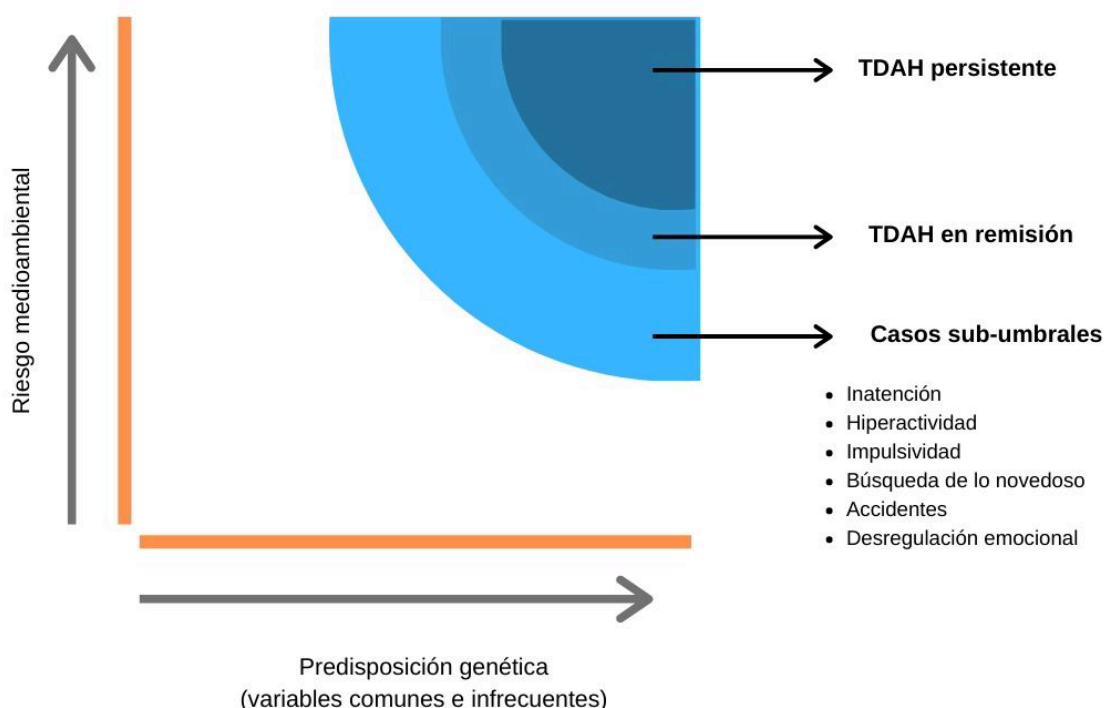 TDAH persistente
TDAH en remisión
Casos sub-umbrales
Inatención
Hiperactividad
Impulsividad
Búsqueda de lo novedoso
Accidentes
Desregulación emocional
Riesgo medioambiental
Predisposición genética
(variables comunes e infrecuentes)